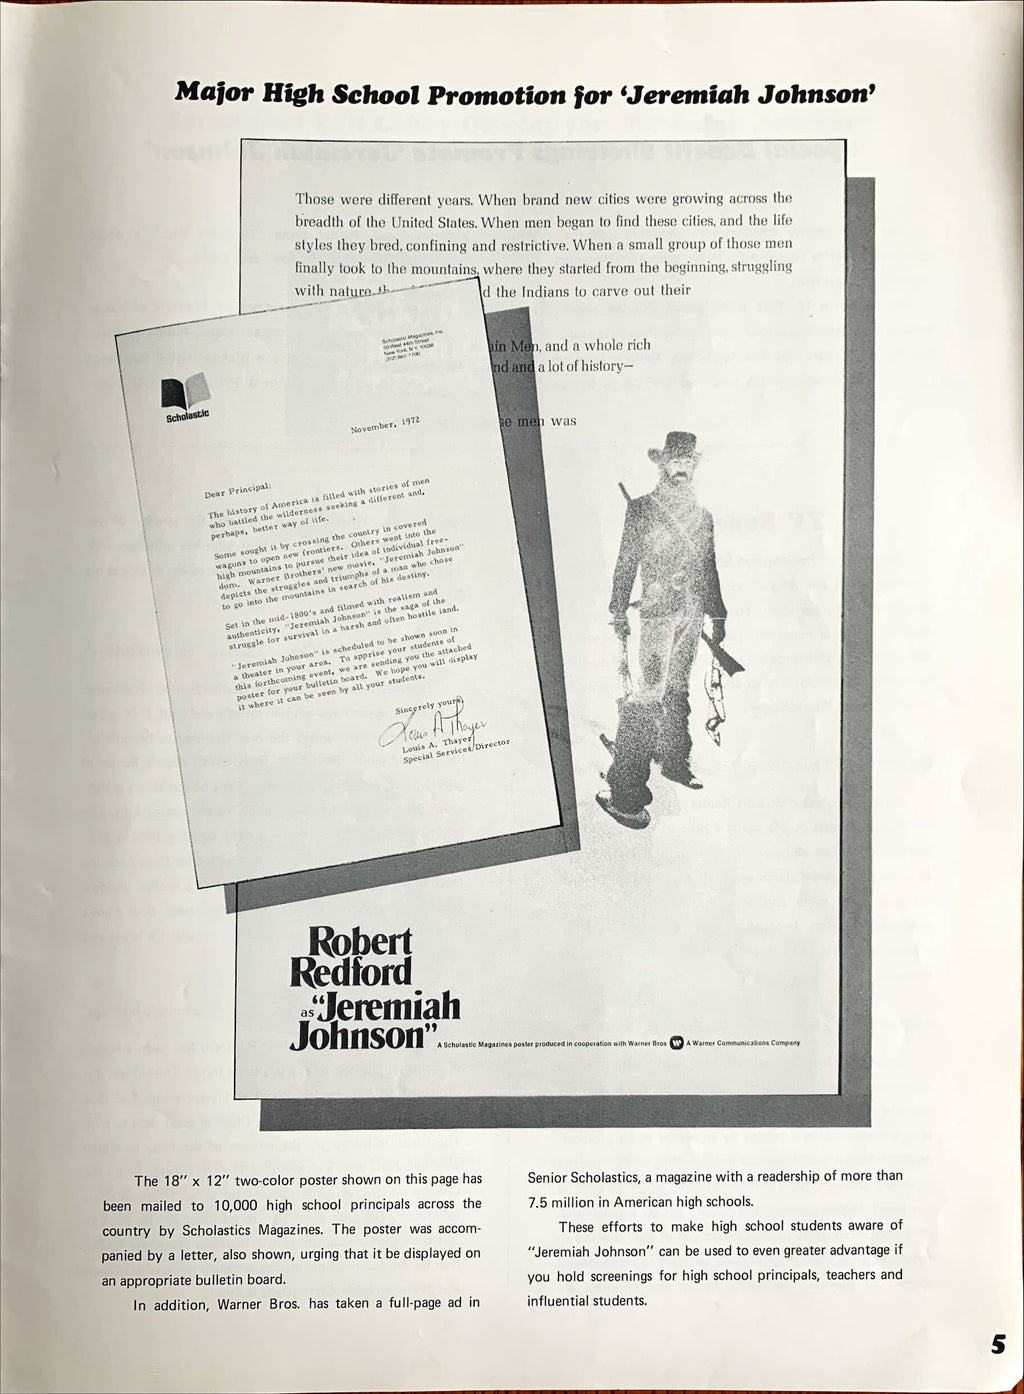 Major High School Promotion for 'Jeremiah Johnson'
Those were different years. When brand new cities were growing across the
breadth of the United States. When men began to find these cities, and the life
styles they bred, confining and restrictive. When a small group of those men
finally took to the mountains, where they started from the beginning, struggling
with nature the
d the Indians to carve out their
in Men, and a whole rich
nd and a lot of history—
se men was
Scholastic Magazines, Inc.
50 West 44th Street
New York, N.Y. 10036
(212) 867-7700
Scholastic
November, 1972
Dear Principal:
The history of America is filled with stories of men
who battled the wilderness seeking a different and,
perhaps, better way of life.
Some sought it by crossing the country in covered
wagons to open new frontiers. Others went into the
high mountains to pursue their idea of individual free-
dom. Warner Brothers' new movie, "Jeremiah Johnson"
depicts the struggles and triumphs of a man who chose
to go into the mountains in search of his destiny.
Set in the mid-1800's and filmed with realism and
authenticity, "Jeremiah Johnson" is the saga of the
struggle for survival in a harsh and often hostile land.
"Jeremiah Johnson" is scheduled to be shown soon in
a theater in your area. To apprise your students of
this forthcoming event, we are sending you the attached
poster for your bulletin board. We hope you will display
it where it can be seen by all your students.
Sincerely yours,
Louis A Thayer
Louis A. Thayer
Special Services Director
Robert
Redford
as "Jeremiah
Johnson"
A Scholastic Magazines poster produced in cooperation with Warner Bros W A Warner Communications Company
The 18" x 12" two-color poster shown on this page has
been mailed to 10,000 high school principals across the
country by Scholastics Magazines. The poster was accom-
panied by a letter, also shown, urging that it be displayed on
an appropriate bulletin board.
In addition, Warner Bros. has taken a full-page ad in
Senior Scholastics, a magazine with a readership of more than
7.5 million in American high schools.
These efforts to make high school students aware of
"Jeremiah Johnson" can be used to even greater advantage if
you hold screenings for high school principals, teachers and
influential students.
5